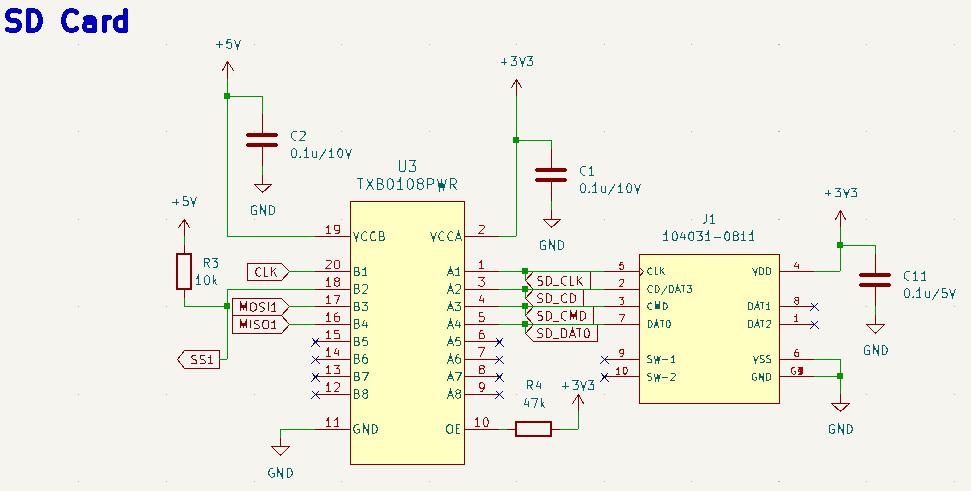 SD Card
+5V
+3V3
C2
0.1u/10V
GND
U3
TXB0108PWR
C1
0.1u/10V
GND
+5V
R3
10k
+3V3
J1
104031-0811
C11
0.1u/5V
GND
19 VCCB VCCA 2
CLK 20 B1 A1 1 SD_CLK 5 CLK VDD 4
18 B2 A2 3 SD_CD 2 CD/DAT3
MOSI1 17 B3 A3 4 SD_CMD 3 CMD DAT1 8
MISO1 16 B4 A4 5 SD_DAT0 7 DAT0 DAT2 1
15 B5 A5 6
SS1 14 B6 A6 7 9 SW-1 VSS 6
13 B7 A7 8 10 SW-2 GND
12 B8 A8 9
R4
47k
+3V3
11 GND OE 10
GND
GND